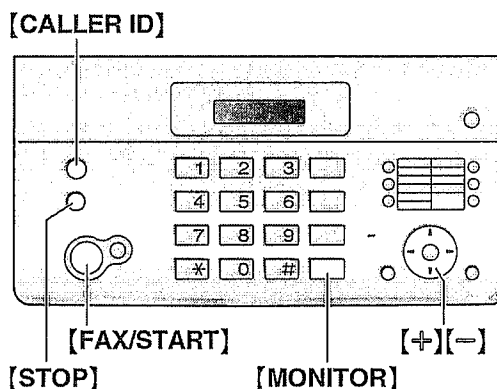 【CALLER ID】
1 2 3
4 5 6
7 8 9
* 0 #
【FAX/START】 【+】【−】
【STOP】 【MONITOR】